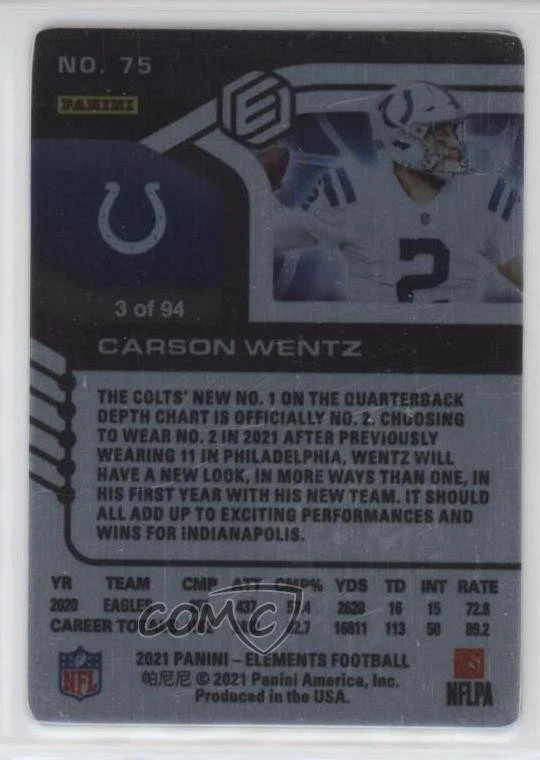 NO. 75
PANINI
E
3 of 94
2
CARSON WENTZ
THE COLTS' NEW NO. 1 ON THE QUARTERBACK
DEPTH CHART IS OFFICIALLY NO. 2. CHOOSING
TO WEAR NO. 2 IN 2021 AFTER PREVIOUSLY
WEARING 11 IN PHILADELPHIA, WENTZ WILL
HAVE A NEW LOOK, IN MORE WAYS THAN ONE, IN
HIS FIRST YEAR WITH HIS NEW TEAM. IT SHOULD
ALL ADD UP TO EXCITING PERFORMANCES AND
WINS FOR INDIANAPOLIS.
YR TEAM CMP ATT CMP% YDS TD INT RATE
2020 EAGLES 437 2620 16 15 72.8
CAREER TOTALS 16811 113 50 89.2
COMC
2021 PANINI – ELEMENTS FOOTBALL
帕尼尼 © 2021 Panini America, Inc.
Produced in the USA.
NFL
NFLPA